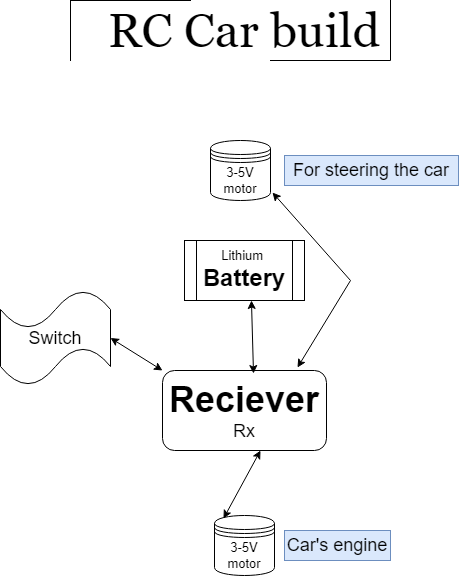 RC Car build
3-5V
motor
For steering the car
Lithium
Battery
Switch
Reciever
Rx
3-5V
motor
Car's engine